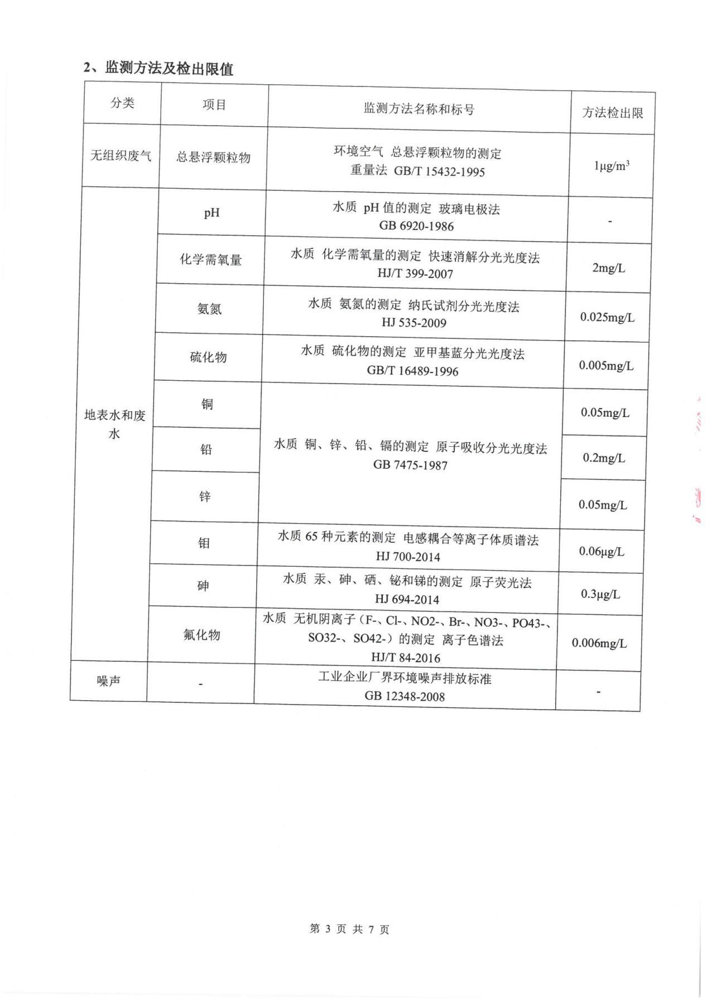 2、监测方法及检出限值
分类 项目 监测方法名称和标号 方法检出限
无组织废气 总悬浮颗粒物 环境空气 总悬浮颗粒物的测定
重量法 GB/T 15432-1995 1μg/m³
地表水和废
水
pH 水质 pH 值的测定 玻璃电极法
GB 6920-1986 -
化学需氧量 水质 化学需氧量的测定 快速消解分光光度法
HJ/T 399-2007 2mg/L
氨氮 水质 氨氮的测定 纳氏试剂分光光度法
HJ 535-2009 0.025mg/L
硫化物 水质 硫化物的测定 亚甲基蓝分光光度法
GB/T 16489-1996 0.005mg/L
铜 0.05mg/L
水质 铜、锌、铅、镉的测定 原子吸收分光光度法
GB 7475-1987
铅 0.2mg/L
锌 0.05mg/L
钼 水质 65 种元素的测定 电感耦合等离子体质谱法
HJ 700-2014 0.06μg/L
砷 水质 汞、砷、硒、铋和锑的测定 原子荧光法
HJ 694-2014 0.3μg/L
氟化物 水质 无机阴离子（F-、Cl-、NO2-、Br-、NO3-、PO43-、
SO32-、SO42-）的测定 离子色谱法
HJ/T 84-2016 0.006mg/L
噪声 - 工业企业厂界环境噪声排放标准
GB 12348-2008 -
第 3 页 共 7 页